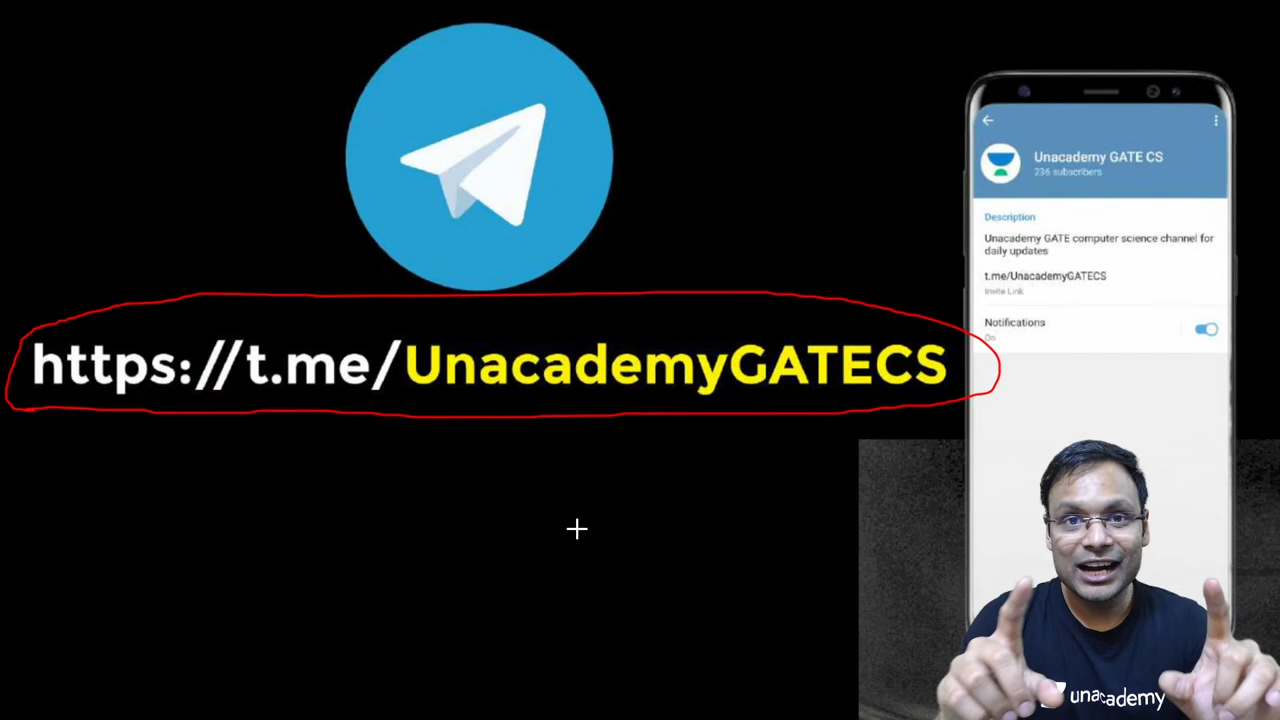 https://t.me/UnacademyGATECS
Unacademy GATE CS
236 subscribers
Description
Unacademy GATE computer science channel for
daily updates
t.me/UnacademyGATECS
Invite Link
Notifications
On
unacademy